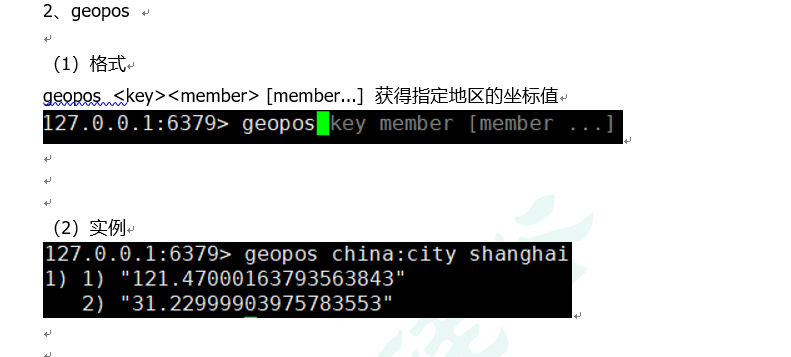 2、geopos
（1）格式
geopos <key><member> [member...] 获得指定地区的坐标值
127.0.0.1:6379> geopos key member [member ...]
（2）实例
127.0.0.1:6379> geopos china:city shanghai
1) 1) "121.47000163793563843"
2) "31.22999903975783553"